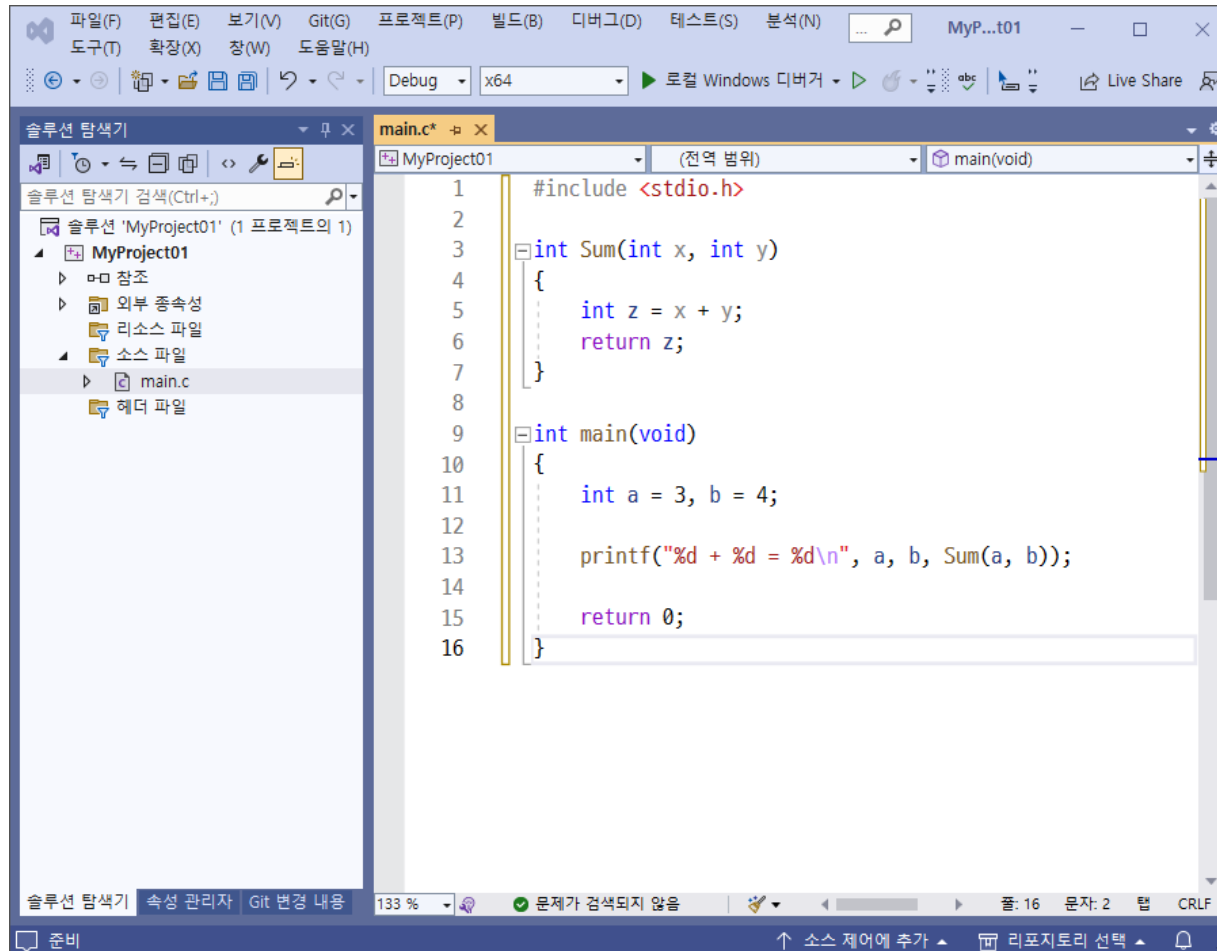 파일(F) 편집(E) 보기(V) Git(G) 프로젝트(P) 빌드(B) 디버그(D) 테스트(S) 분석(N) ... MyP...t01
도구(T) 확장(X) 창(W) 도움말(H)
Debug x64 로컬 Windows 디버거 abc Live Share
솔루션 탐색기
솔루션 탐색기 검색(Ctrl+;)
솔루션 'MyProject01' (1 프로젝트의 1)
MyProject01
참조
외부 종속성
리소스 파일
소스 파일
main.c
헤더 파일
솔루션 탐색기 속성 관리자 Git 변경 내용
main.c*
MyProject01 (전역 범위) main(void)
1 #include <stdio.h>
2
3 int Sum(int x, int y)
4 {
5 int z = x + y;
6 return z;
7 }
8
9 int main(void)
10 {
11 int a = 3, b = 4;
12
13 printf("%d + %d = %d\n", a, b, Sum(a, b));
14
15 return 0;
16 }
133 % 문제가 검색되지 않음 줄: 16 문자: 2 탭 CRLF
준비 소스 제어에 추가 리포지토리 선택